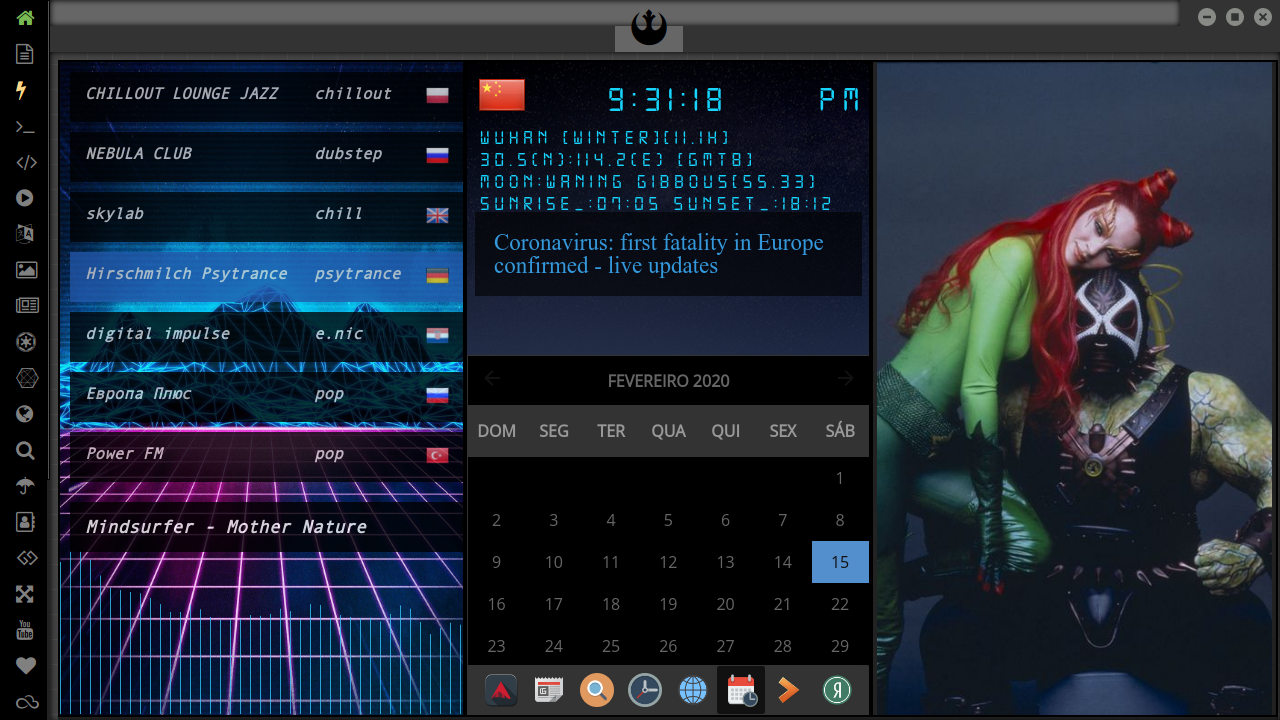 CHILLOUT LOUNGE JAZZ chillout
NEBULA CLUB dubstep
skylab chill
Hirschmilch Psytrance psytrance
digital impulse e.nic
Европа Плюс pop
Power FM pop
Mindsurfer - Mother Nature
9:31:18 PM
WUHAN [WINTER][11.1H]
30.5(N):114.2(E) [GMT8]
MOON:WANING GIBBOUS[55.33]
SUNRISE_:07:05 SUNSET_:18:12
Coronavirus: first fatality in Europe
confirmed - live updates
FEVEREIRO 2020
DOM SEG TER QUA QUI SEX SÁB
1
2 3 4 5 6 7 8
9 10 11 12 13 14 15
16 17 18 19 20 21 22
23 24 25 26 27 28 29
You
Tube
Я